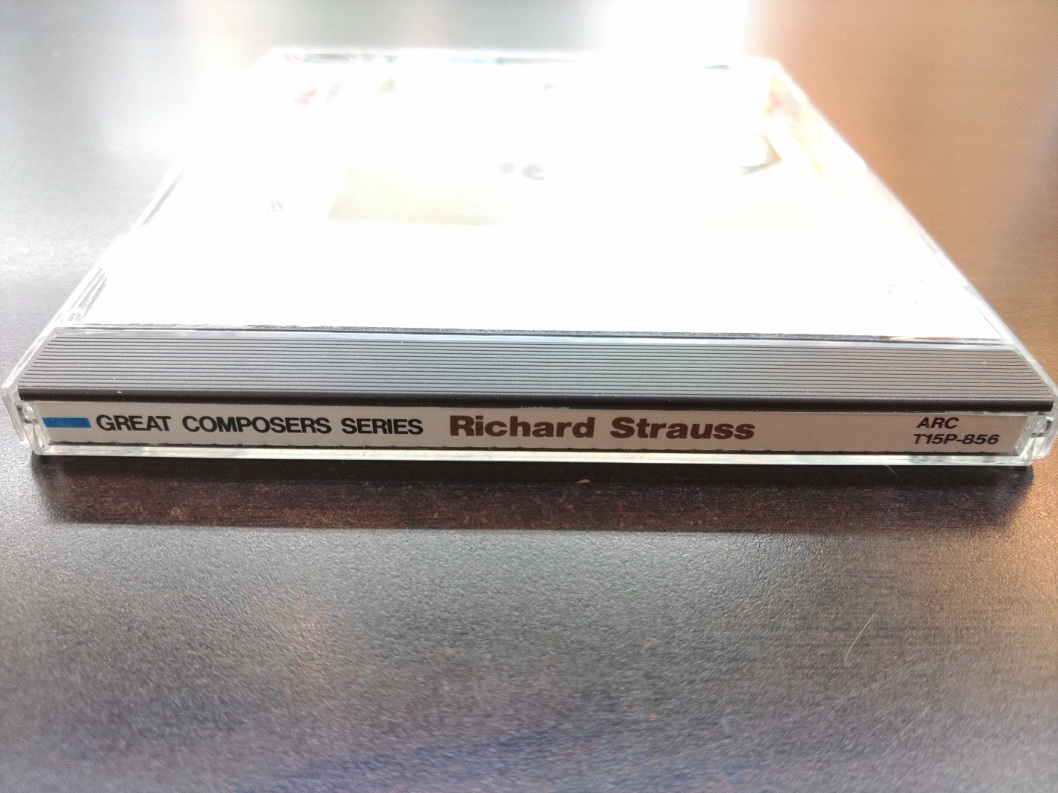 GREAT COMPOSERS SERIES Richard Strauss
ARC
T15P-856